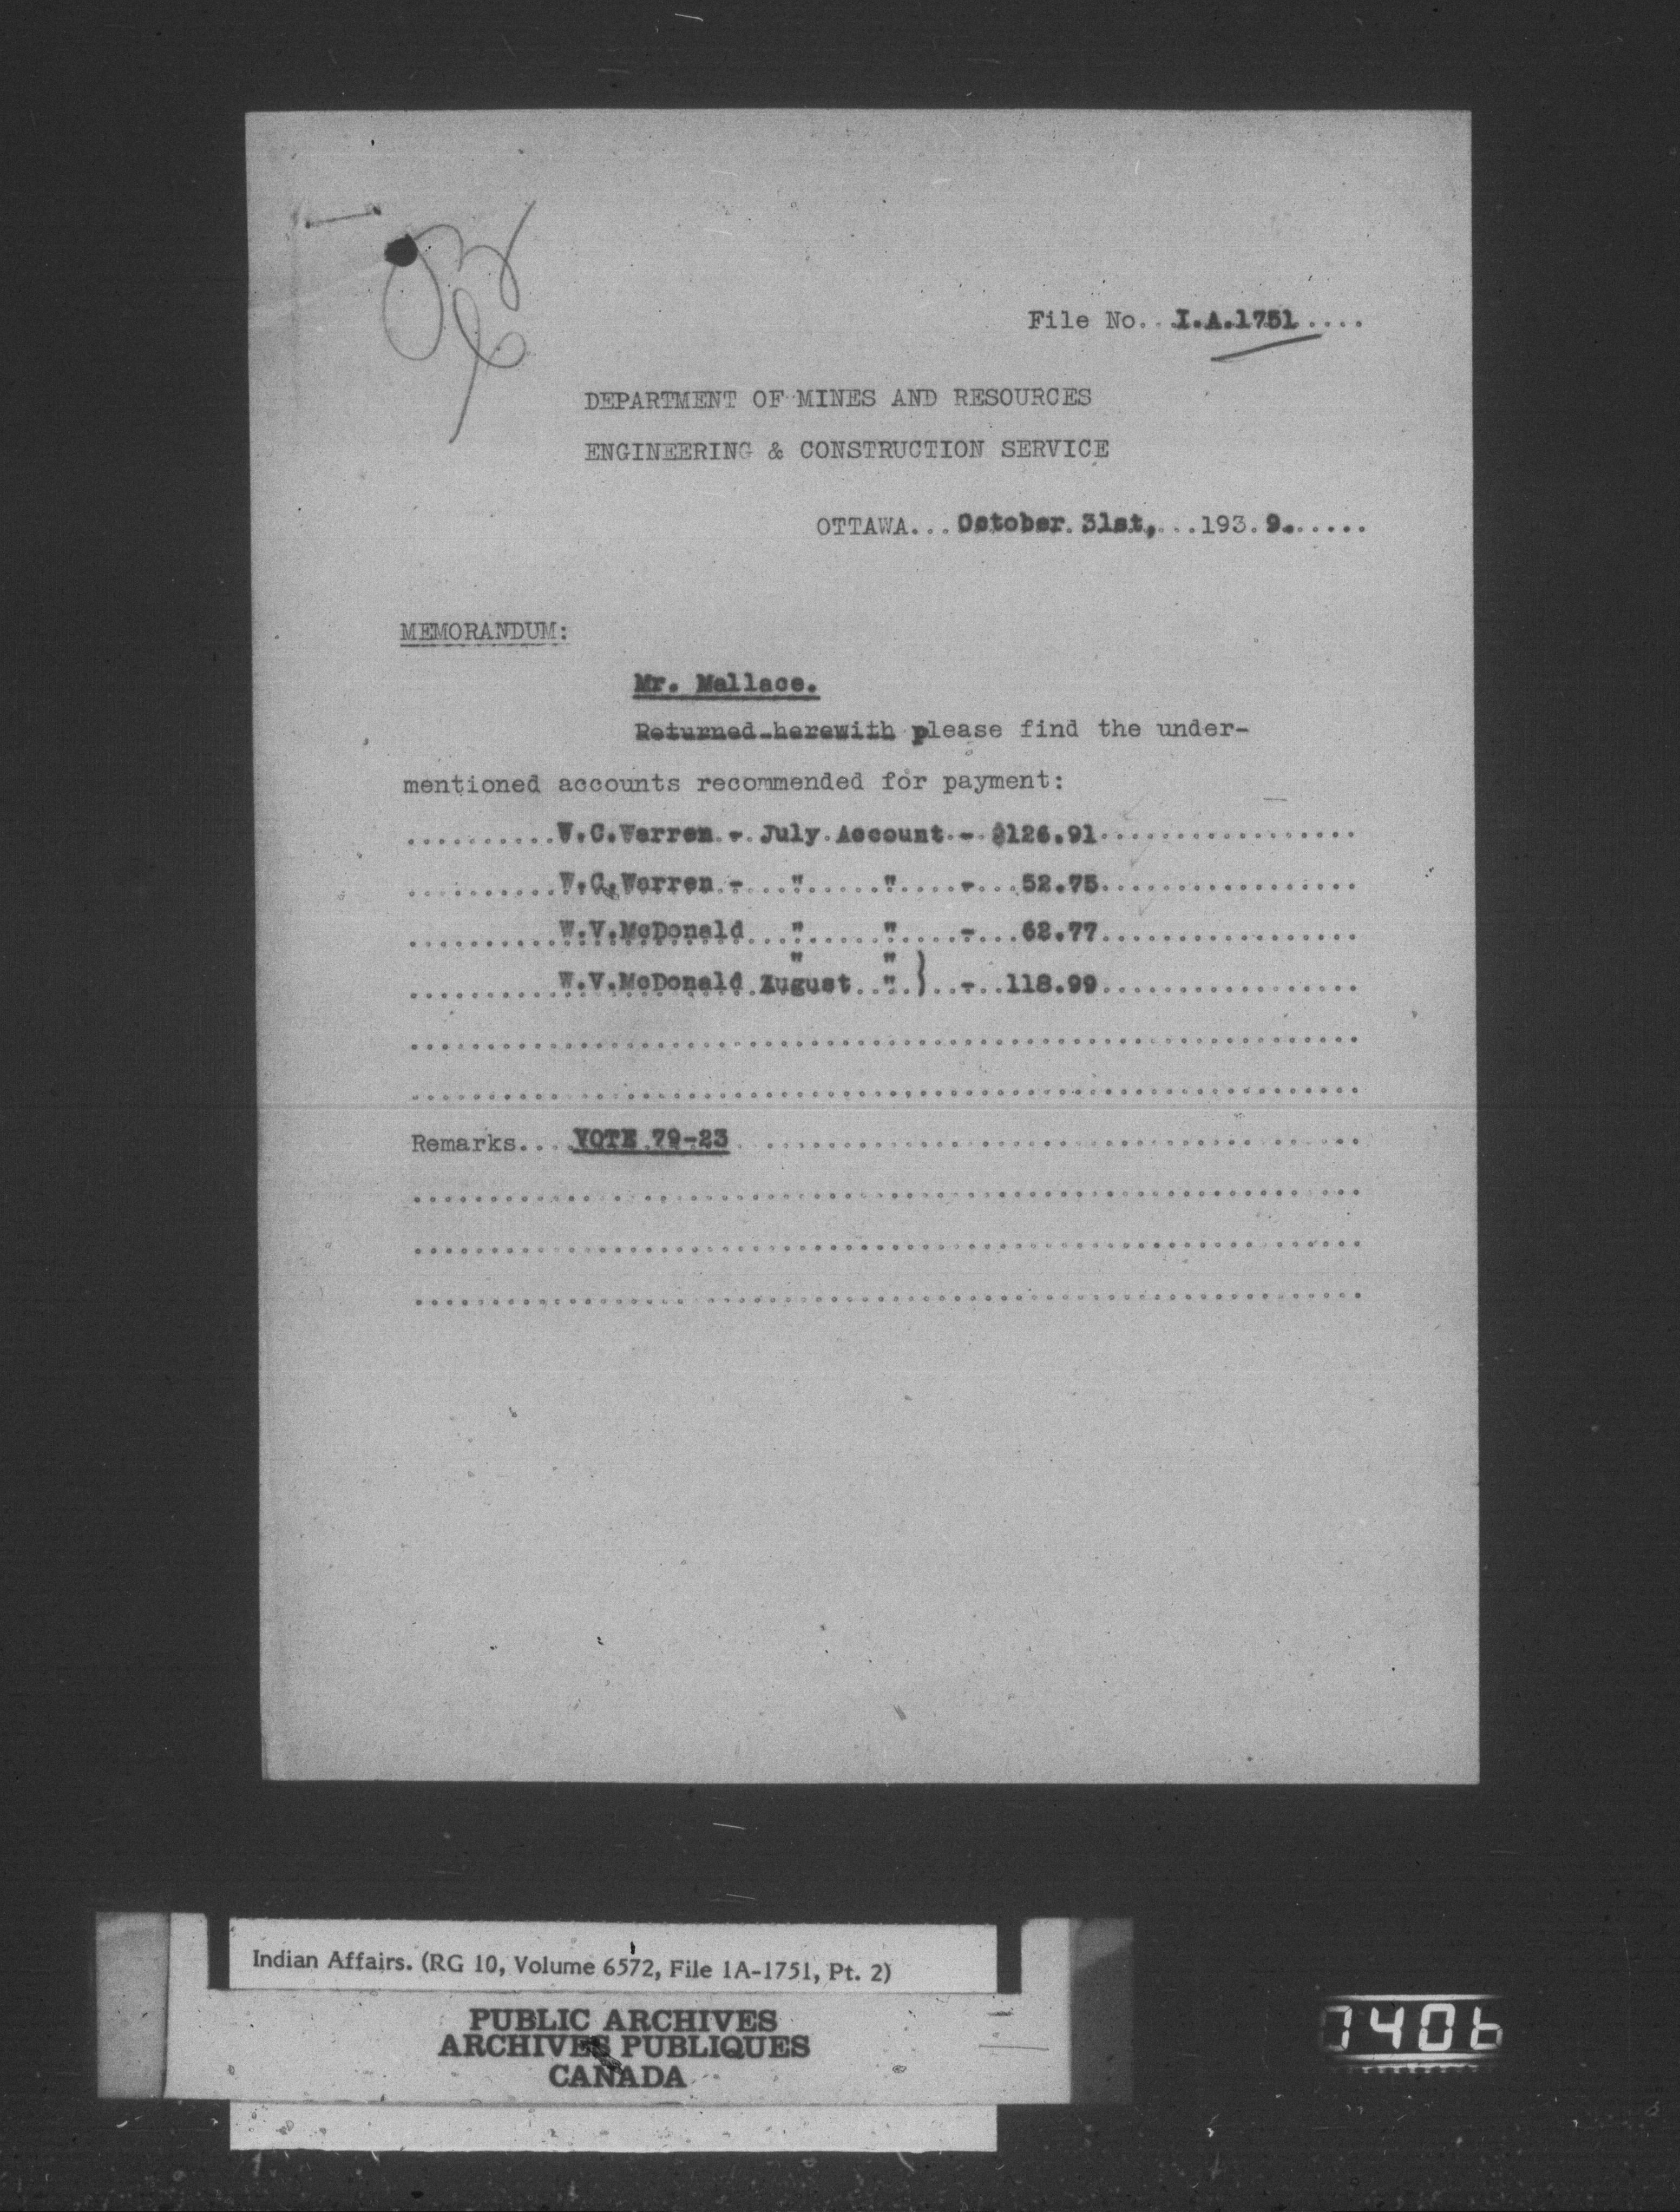 File No...I.A.1751....
DEPARTMENT OF MINES AND RESOURCES
ENGINEERING & CONSTRUCTION SERVICE
OTTAWA...October 31st,...193.9......
MEMORANDUM:
Mr. Mallace.
Returned herewith please find the under-
mentioned accounts recommended for payment:
W.C.Warren - July Account - $126.91
W.C.Warren - " " - 52.75
W.V.McDonald " " - 62.77
" "
W.V.McDonald August " } - 118.99
Remarks... VOTE 79-23
Indian Affairs. (RG 10, Volume 6572, File 1A-1751, Pt. 2)
PUBLIC ARCHIVES
ARCHIVES PUBLIQUES
CANADA